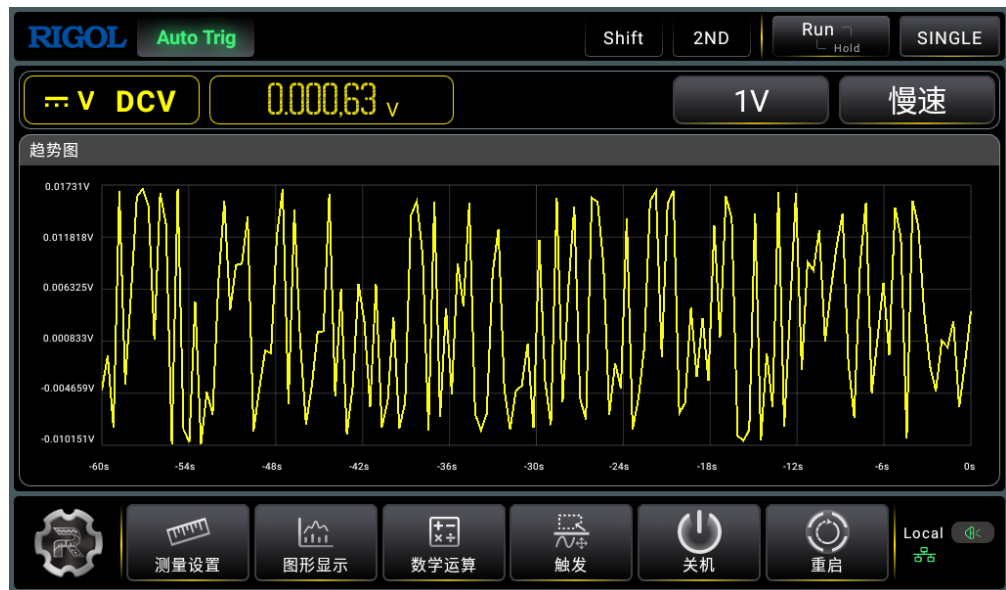 RIGOL Auto Trig Shift 2ND Run Hold SINGLE
V DCV 0.000,63 V 1V 慢速
趋势图
0.01731V
0.011818V
0.006325V
0.000833V
-0.004659V
-0.010151V
-60s -54s -48s -42s -36s -30s -24s -18s -12s -6s 0s
测量设置 图形显示 数学运算 触发 关机 重启 Local